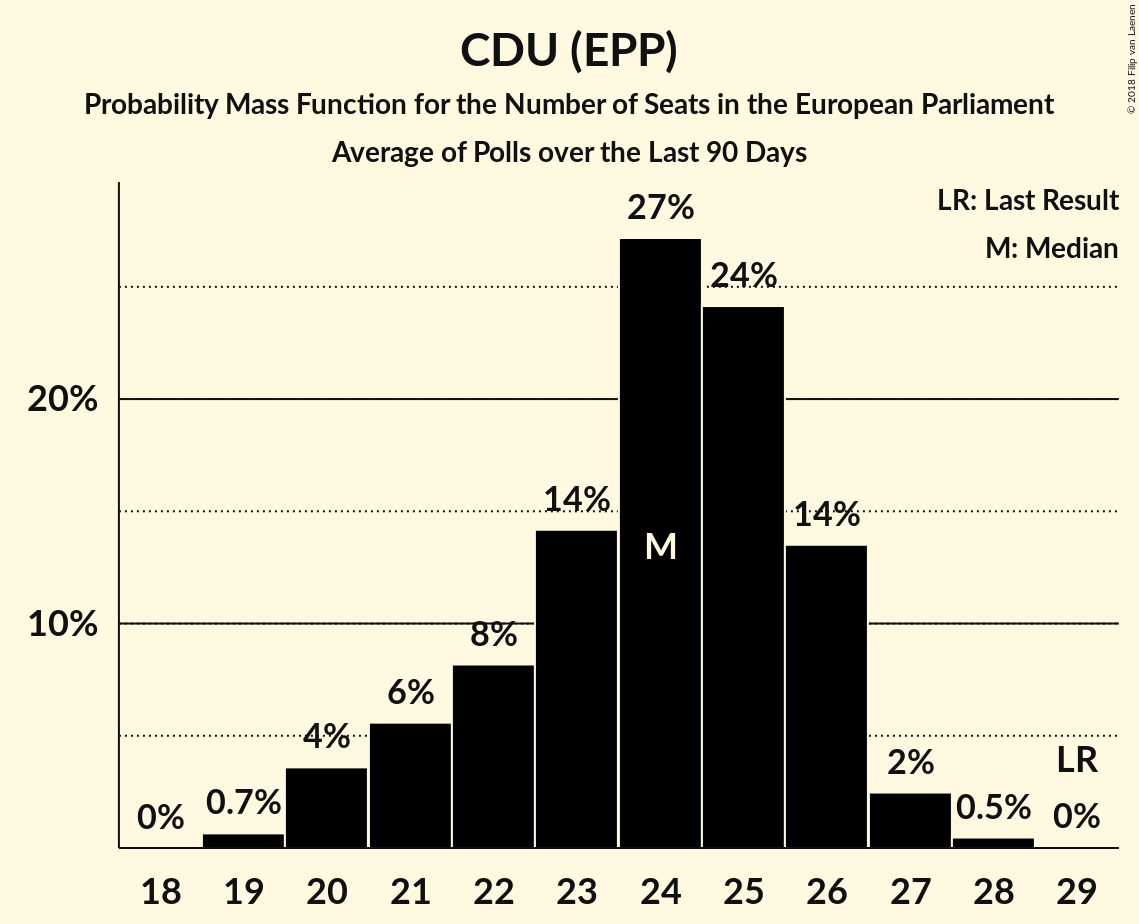 CDU (EPP)
Probability Mass Function for the Number of Seats in the European Parliament
Average of Polls over the Last 90 Days
© 2018 Filip van Laenen
LR: Last Result
M: Median
20%
10%
0%
0.7%
4%
6%
8%
14%
27%
24%
14%
2%
0.5%
0%
M
LR
18 19 20 21 22 23 24 25 26 27 28 29